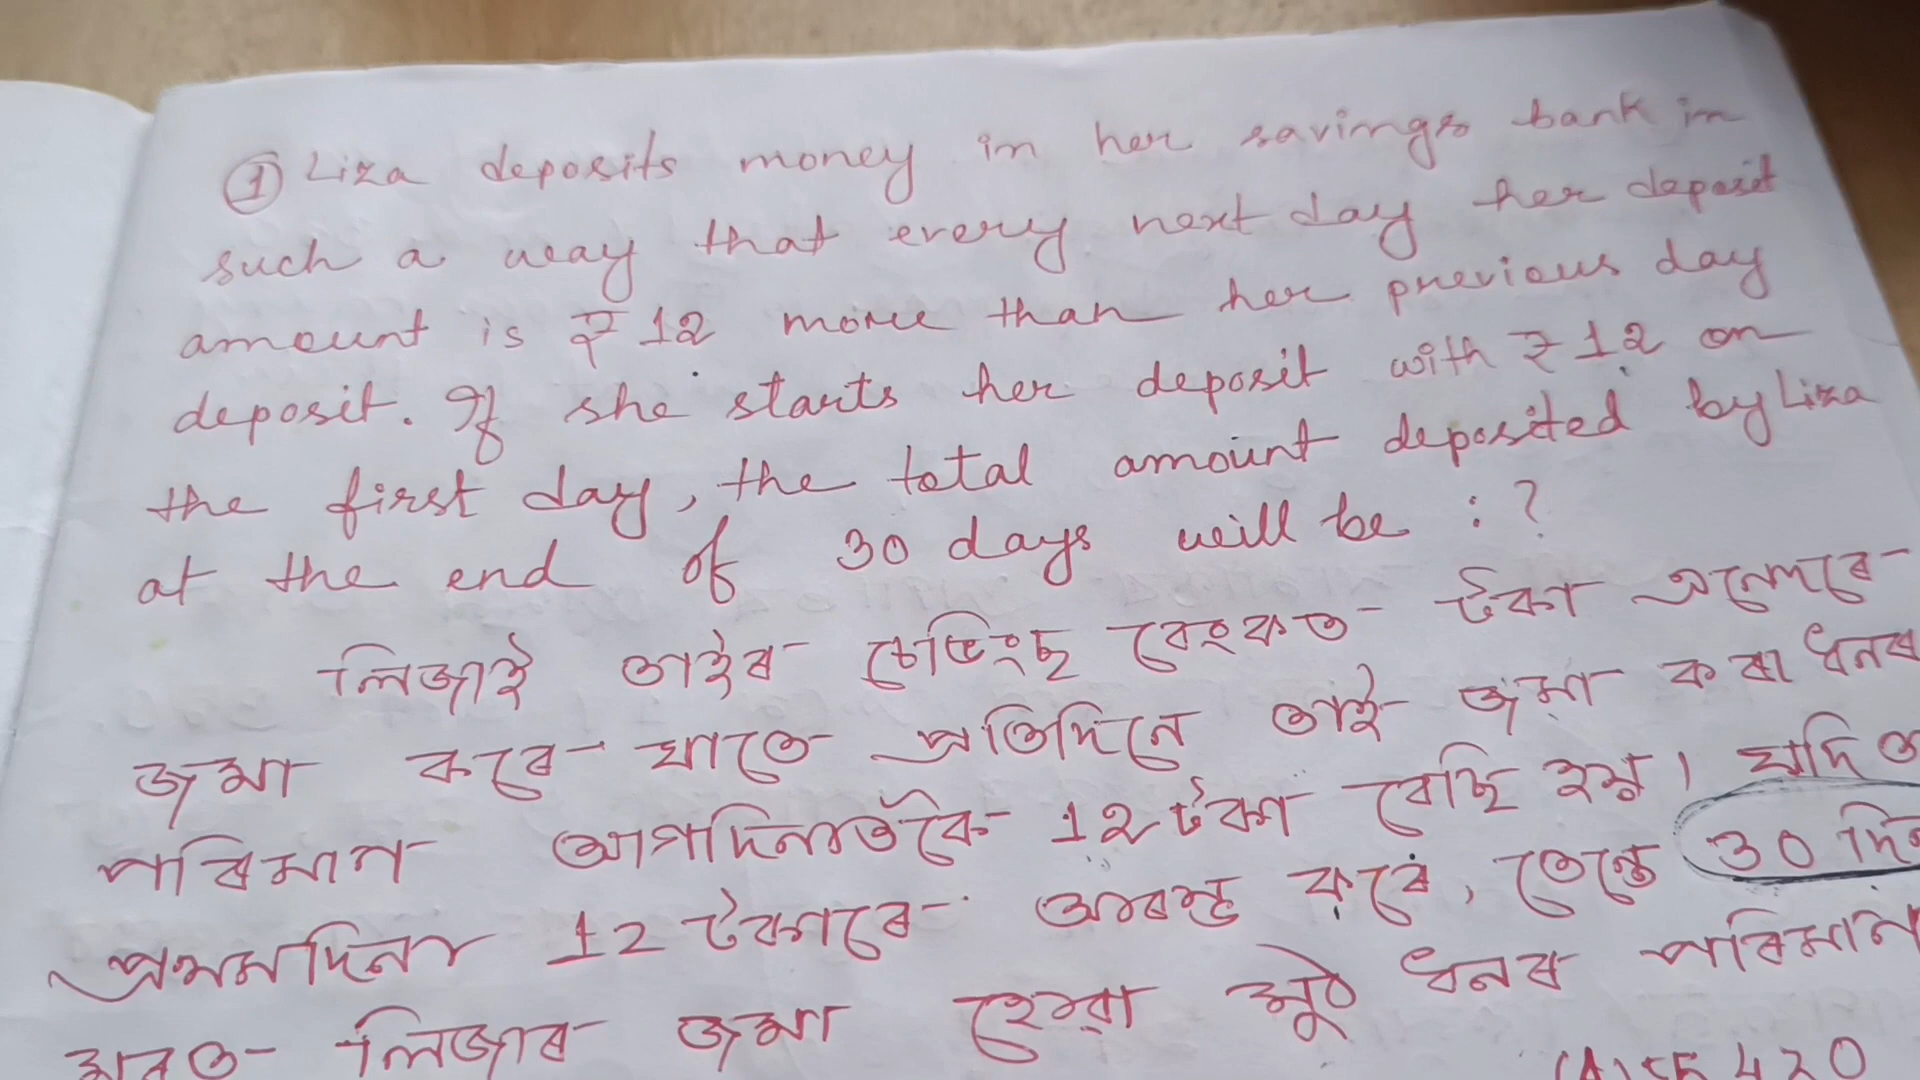 ① Liza deposits money in her savings bank in
such a way that every next day her deposit
amount is ₹ 12 more than her previous day
deposit. If she starts her deposit with ₹ 12 on
the first day, the total amount deposited by Liza
at the end of 30 days will be : ?
লিজাই তাইৰ চেভিংছ বেংকত টকা এনেদৰে
জমা কৰে যাতে প্ৰতিদিনে তাই জমা কৰা ধনৰ
পৰিমাণ আগদিনাতকৈ 12 টকা বেছি হয়। যদি
প্ৰথমদিনা 12 টকাৰে আৰম্ভ কৰে, তেন্তে 30 দিন
লিজাৰ জমা হোৱা মুঠ ধনৰ পৰিমাণ
(A) 5420